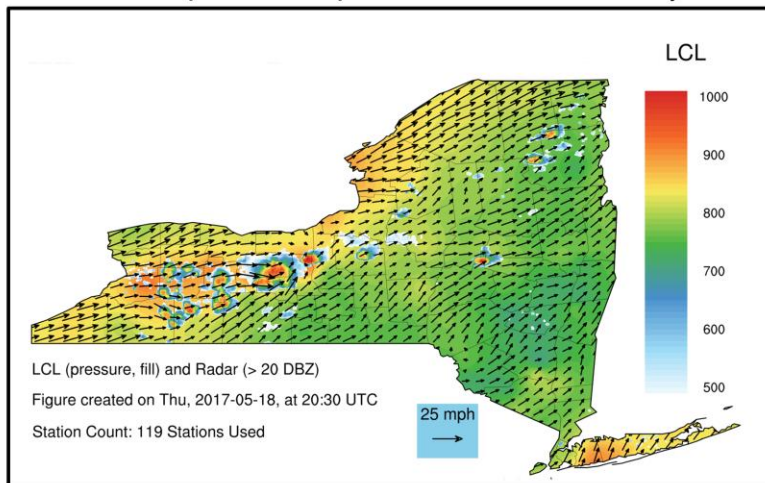 LCL
1000
900
800
700
600
500
LCL (pressure, fill) and Radar (> 20 DBZ)
Figure created on Thu, 2017-05-18, at 20:30 UTC
Station Count: 119 Stations Used
25 mph